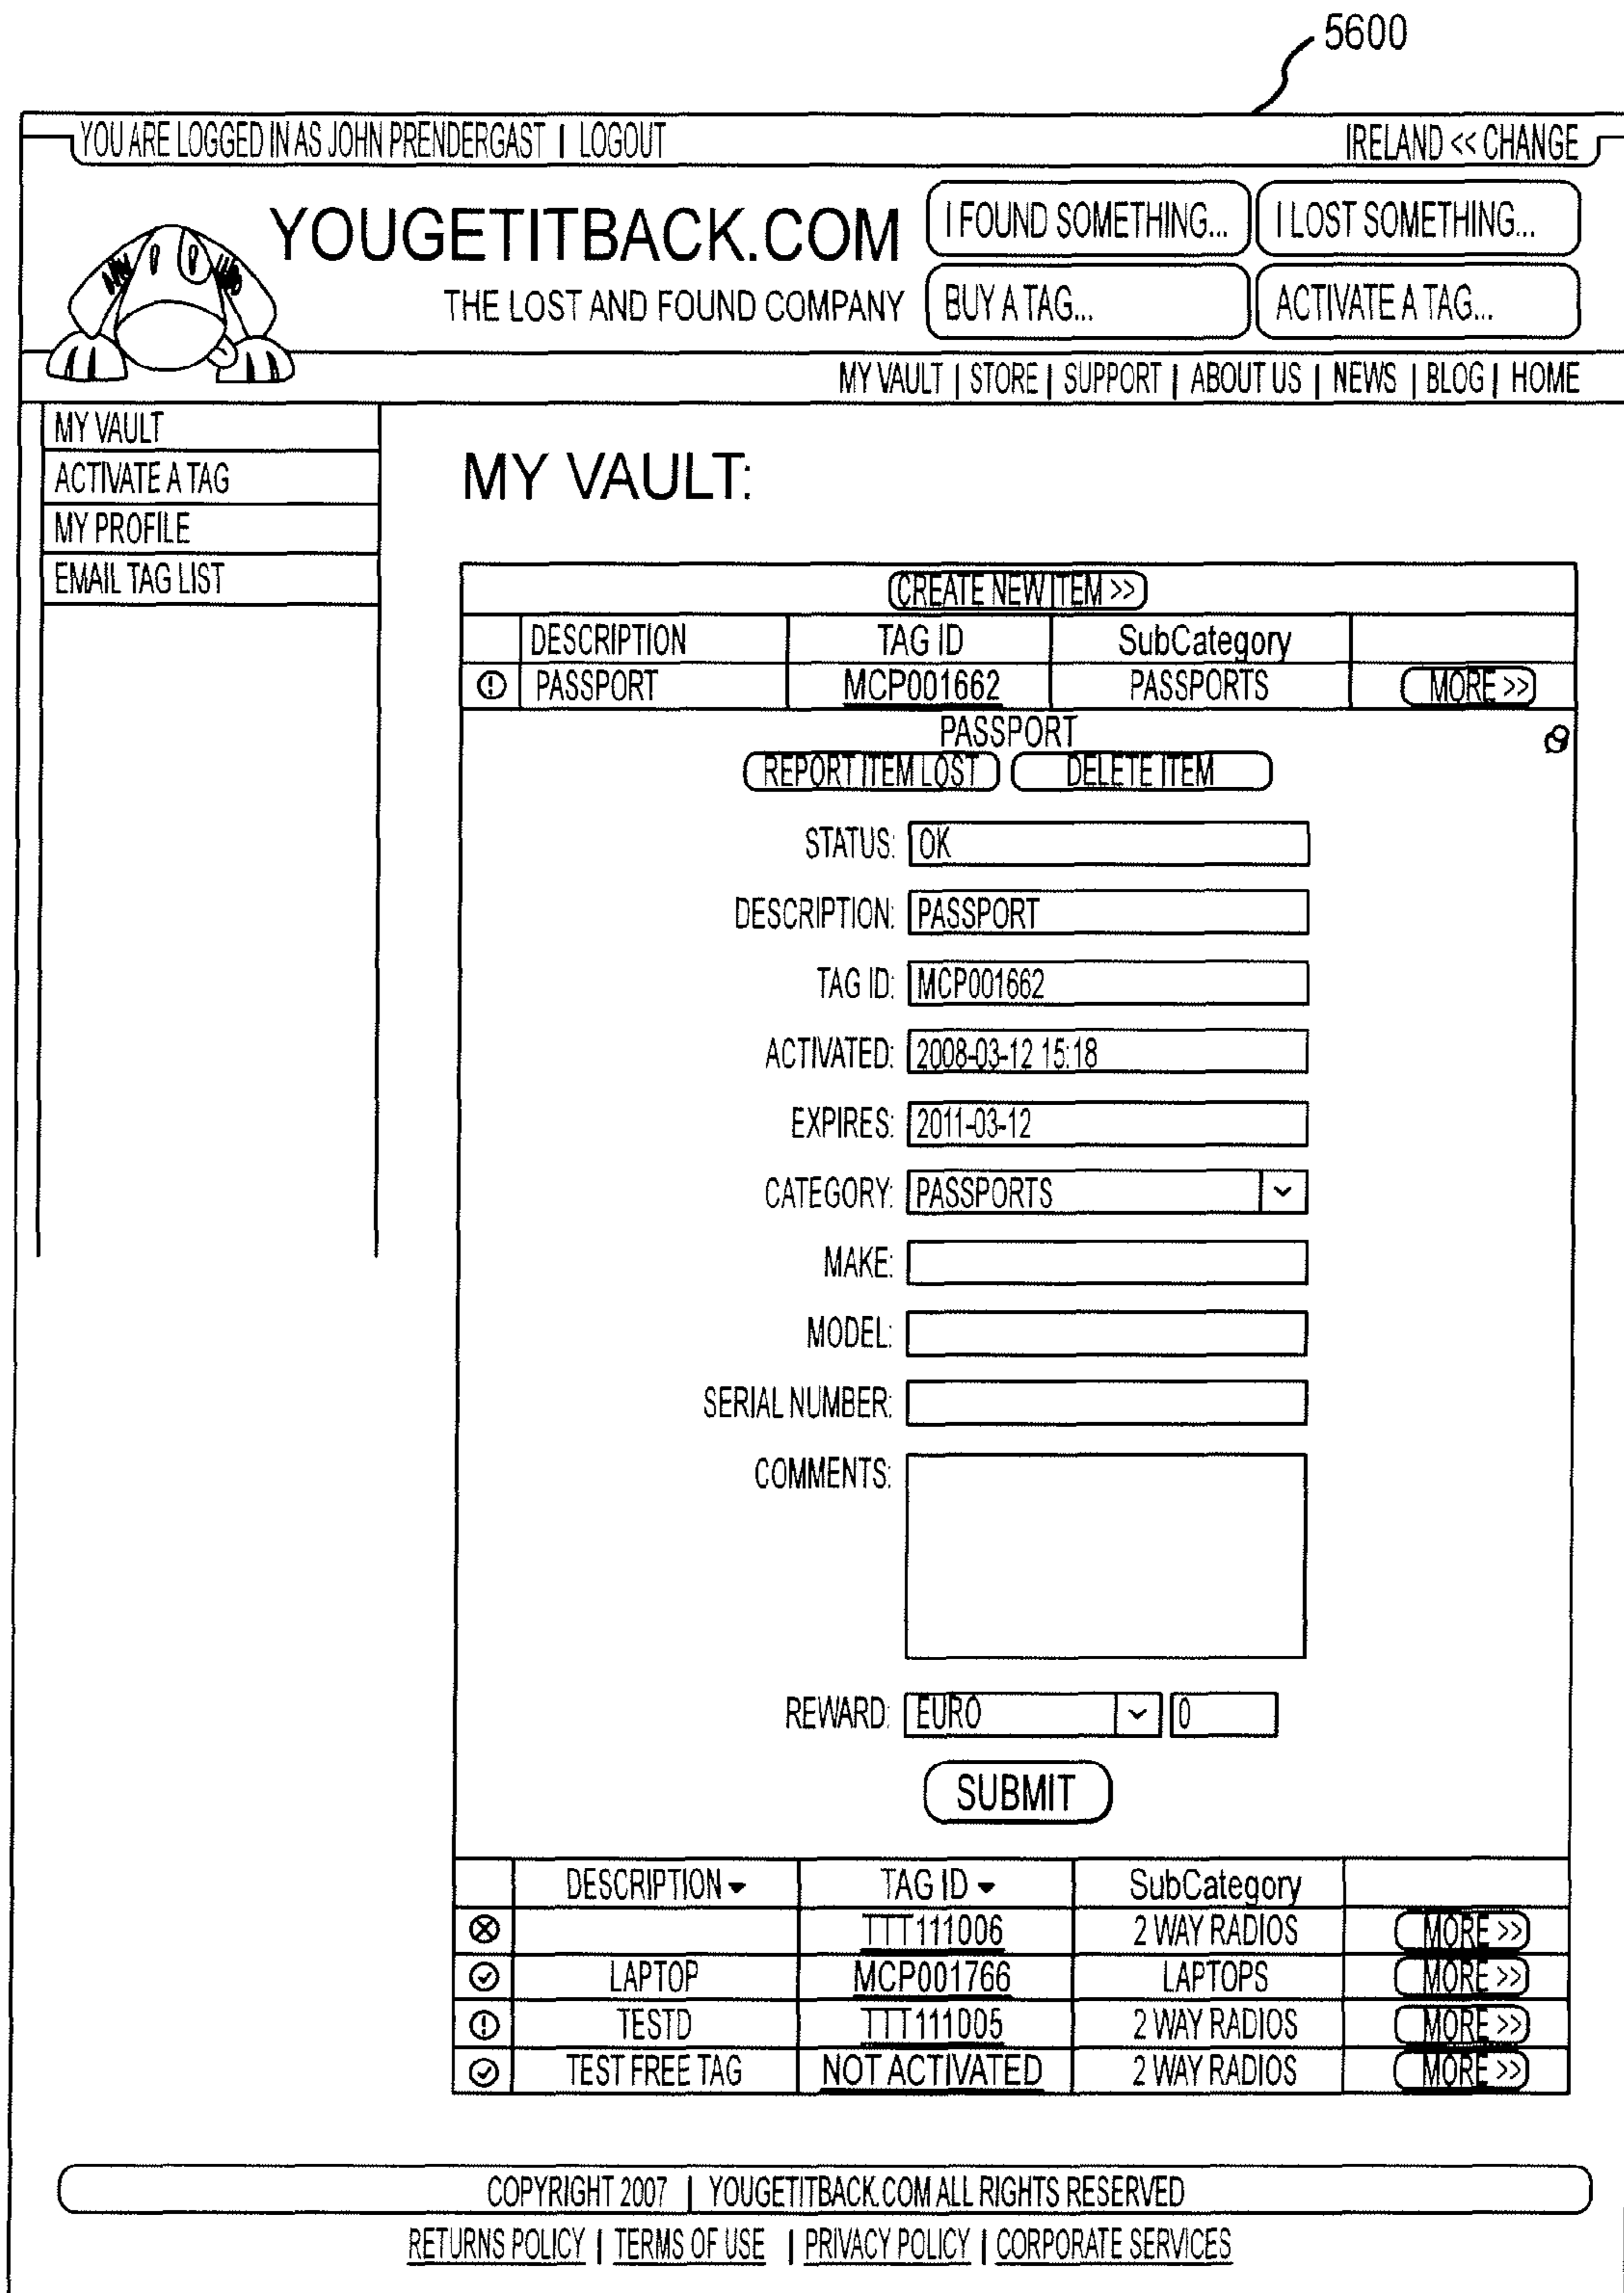 5600
YOU ARE LOGGED IN AS JOHN PRENDERGAST | LOGOUT IRELAND << CHANGE
YOUGETITBACK.COM
THE LOST AND FOUND COMPANY
I FOUND SOMETHING... I LOST SOMETHING...
BUY A TAG... ACTIVATE A TAG...
MY VAULT | STORE | SUPPORT | ABOUT US | NEWS | BLOG | HOME
MY VAULT
ACTIVATE A TAG
MY PROFILE
EMAIL TAG LIST
MY VAULT:
CREATE NEW ITEM >>
DESCRIPTION TAG ID SubCategory
PASSPORT MCP001662 PASSPORTS MORE >>
PASSPORT
REPORT ITEM LOST DELETE ITEM
STATUS: OK
DESCRIPTION: PASSPORT
TAG ID: MCP001662
ACTIVATED: 2008-03-12 15:18
EXPIRES: 2011-03-12
CATEGORY: PASSPORTS
MAKE:
MODEL:
SERIAL NUMBER:
COMMENTS:
REWARD: EURO 0
SUBMIT
DESCRIPTION TAG ID SubCategory
TTT111006 2 WAY RADIOS MORE >>
LAPTOP MCP001766 LAPTOPS MORE >>
TESTD TTT111005 2 WAY RADIOS MORE >>
TEST FREE TAG NOT ACTIVATED 2 WAY RADIOS MORE >>
COPYRIGHT 2007 | YOUGETITBACK.COM ALL RIGHTS RESERVED
RETURNS POLICY | TERMS OF USE | PRIVACY POLICY | CORPORATE SERVICES